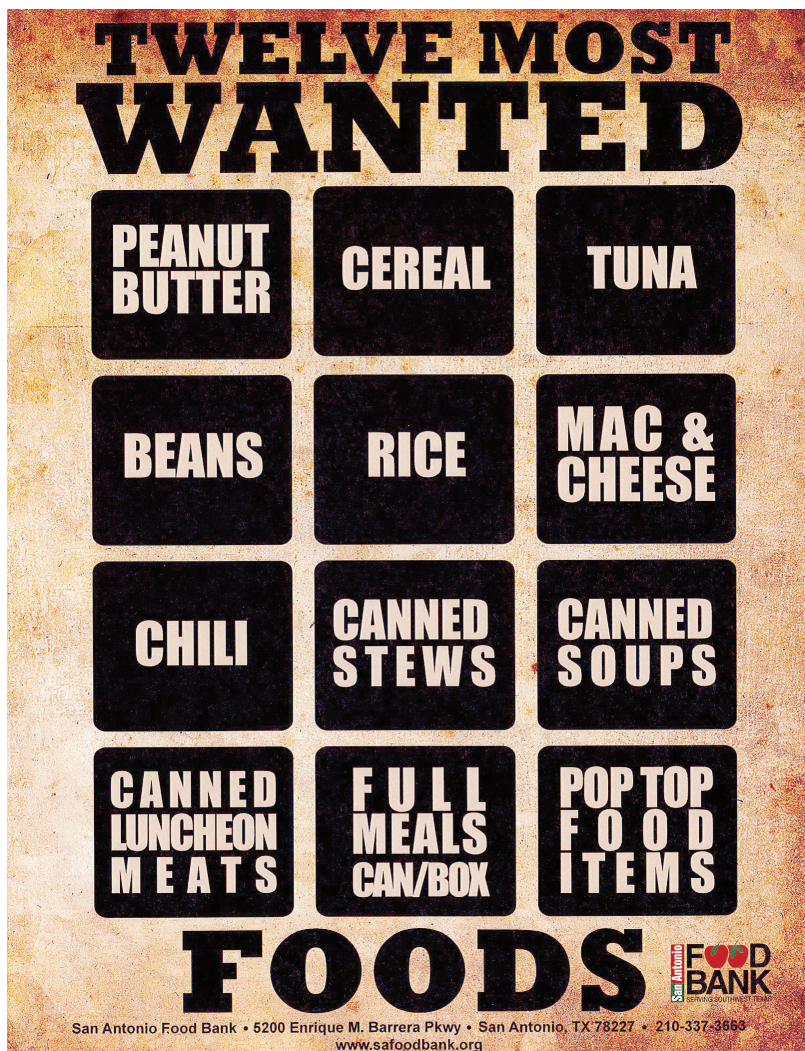 TWELVE MOST
WANTED
PEANUT
BUTTER
CEREAL
TUNA
BEANS
RICE
MAC &
CHEESE
CHILI
CANNED
STEWS
CANNED
SOUPS
CANNED
LUNCHEON
MEATS
FULL
MEALS
CAN/BOX
POP TOP
FOOD
ITEMS
FOODS
San Antonio
FOOD
BANK
SERVING SOUTHWEST TEXAS
San Antonio Food Bank • 5200 Enrique M. Barrera Pkwy • San Antonio, TX 78227 • 210-337-3663
www.safoodbank.org